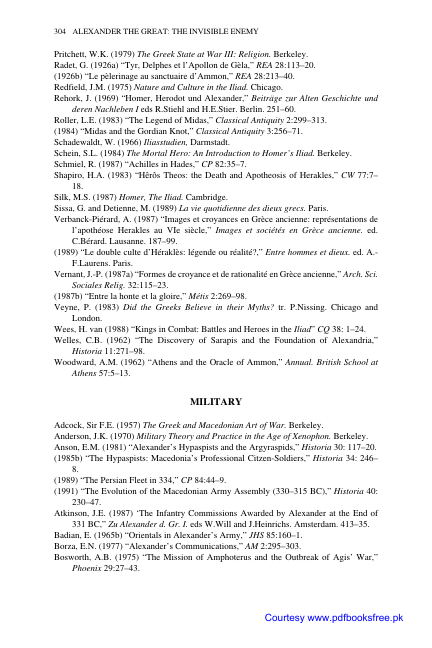 304 ALEXANDER THE GREAT: THE INVISIBLE ENEMY
Pritchett, W.K. (1979) The Greek State at War III: Religion. Berkeley.
Radet, G. (1926a) “Tyr, Delphes et l’Apollon de Gèla,” REA 28:113–20.
(1926b) “Le pèlerinage au sanctuaire d’Ammon,” REA 28:213–40.
Redfield, J.M. (1975) Nature and Culture in the Iliad. Chicago.
Rehork, J. (1969) “Homer, Herodot und Alexander,” Beiträge zur Alten Geschichte und
deren Nachleben I eds R.Stiehl and H.E.Stier. Berlin. 251–60.
Roller, L.E. (1983) “The Legend of Midas,” Classical Antiquity 2:299–313.
(1984) “Midas and the Gordian Knot,” Classical Antiquity 3:256–71.
Schadewaldt, W. (1966) Iliasstudien, Darmstadt.
Schein, S.L. (1984) The Mortal Hero: An Introduction to Homer’s Iliad. Berkeley.
Schmiel, R. (1987) “Achilles in Hades,” CP 82:35–7.
Shapiro, H.A. (1983) “Hêrôs Theos: the Death and Apotheosis of Herakles,” CW 77:7–
18.
Silk, M.S. (1987) Homer, The Iliad. Cambridge.
Sissa, G. and Detienne, M. (1989) La vie quotidienne des dieux grecs. Paris.
Verbanck-Piérard, A. (1987) “Images et croyances en Grèce ancienne: représentations de
l’apothéose Herakles au VIe siècle,” Images et sociétés en Grèce ancienne. ed.
C.Bérard. Lausanne. 187–99.
(1989) “Le double culte d’Héraklès: légende ou réalité?,” Entre hommes et dieux. ed. A.-
F.Laurens. Paris.
Vernant, J.-P. (1987a) “Formes de croyance et de rationalité en Grèce ancienne,” Arch. Sci.
Sociales Relig. 32:115–23.
(1987b) “Entre la honte et la gloire,” Métis 2:269–98.
Veyne, P. (1983) Did the Greeks Believe in their Myths? tr. P.Nissing. Chicago and
London.
Wees, H. van (1988) “Kings in Combat: Battles and Heroes in the Iliad” CQ 38: 1–24.
Welles, C.B. (1962) “The Discovery of Sarapis and the Foundation of Alexandria,”
Historia 11:271–98.
Woodward, A.M. (1962) “Athens and the Oracle of Ammon,” Annual. British School at
Athens 57:5–13.
MILITARY
Adcock, Sir F.E. (1957) The Greek and Macedonian Art of War. Berkeley.
Anderson, J.K. (1970) Military Theory and Practice in the Age of Xenophon. Berkeley.
Anson, E.M. (1981) “Alexander’s Hypaspists and the Argyraspids,” Historia 30: 117–20.
(1985b) “The Hypaspists: Macedonia’s Professional Citzen-Soldiers,” Historia 34: 246–
8.
(1989) “The Persian Fleet in 334,” CP 84:44–9.
(1991) “The Evolution of the Macedonian Army Assembly (330–315 BC),” Historia 40:
230–47.
Atkinson, J.E. (1987) ‘The Infantry Commissions Awarded by Alexander at the End of
331 BC,” Zu Alexander d. Gr. I. eds W.Will and J.Heinrichs. Amsterdam. 413–35.
Badian, E. (1965b) “Orientals in Alexander’s Army,” JHS 85:160–1.
Borza, E.N. (1977) “Alexander’s Communications,” AM 2:295–303.
Bosworth, A.B. (1975) “The Mission of Amphoterus and the Outbreak of Agis’ War,”
Phoenix 29:27–43.
Courtesy www.pdfbooksfree.pk